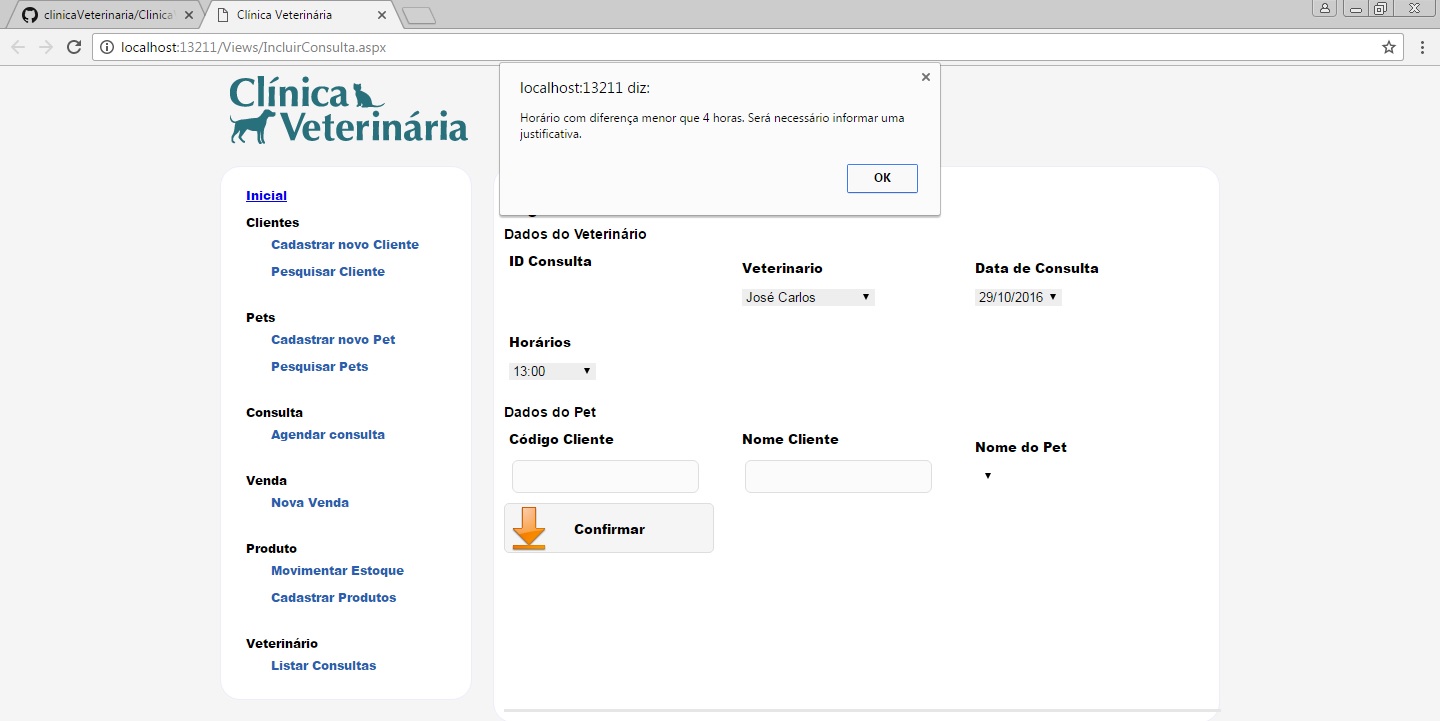 clinicaVeterinaria/Clinica
Clínica Veterinária
localhost:13211/Views/IncluirConsulta.aspx
Clínica
Veterinária
localhost:13211 diz:
Horário com diferença menor que 4 horas. Será necessário informar uma
justificativa.
OK
Inicial
Clientes
Cadastrar novo Cliente
Pesquisar Cliente
Pets
Cadastrar novo Pet
Pesquisar Pets
Consulta
Agendar consulta
Venda
Nova Venda
Produto
Movimentar Estoque
Cadastrar Produtos
Veterinário
Listar Consultas
Dados do Veterinário
ID Consulta
Veterinario
Data de Consulta
José Carlos
29/10/2016
Horários
13:00
Dados do Pet
Código Cliente
Nome Cliente
Nome do Pet
Confirmar